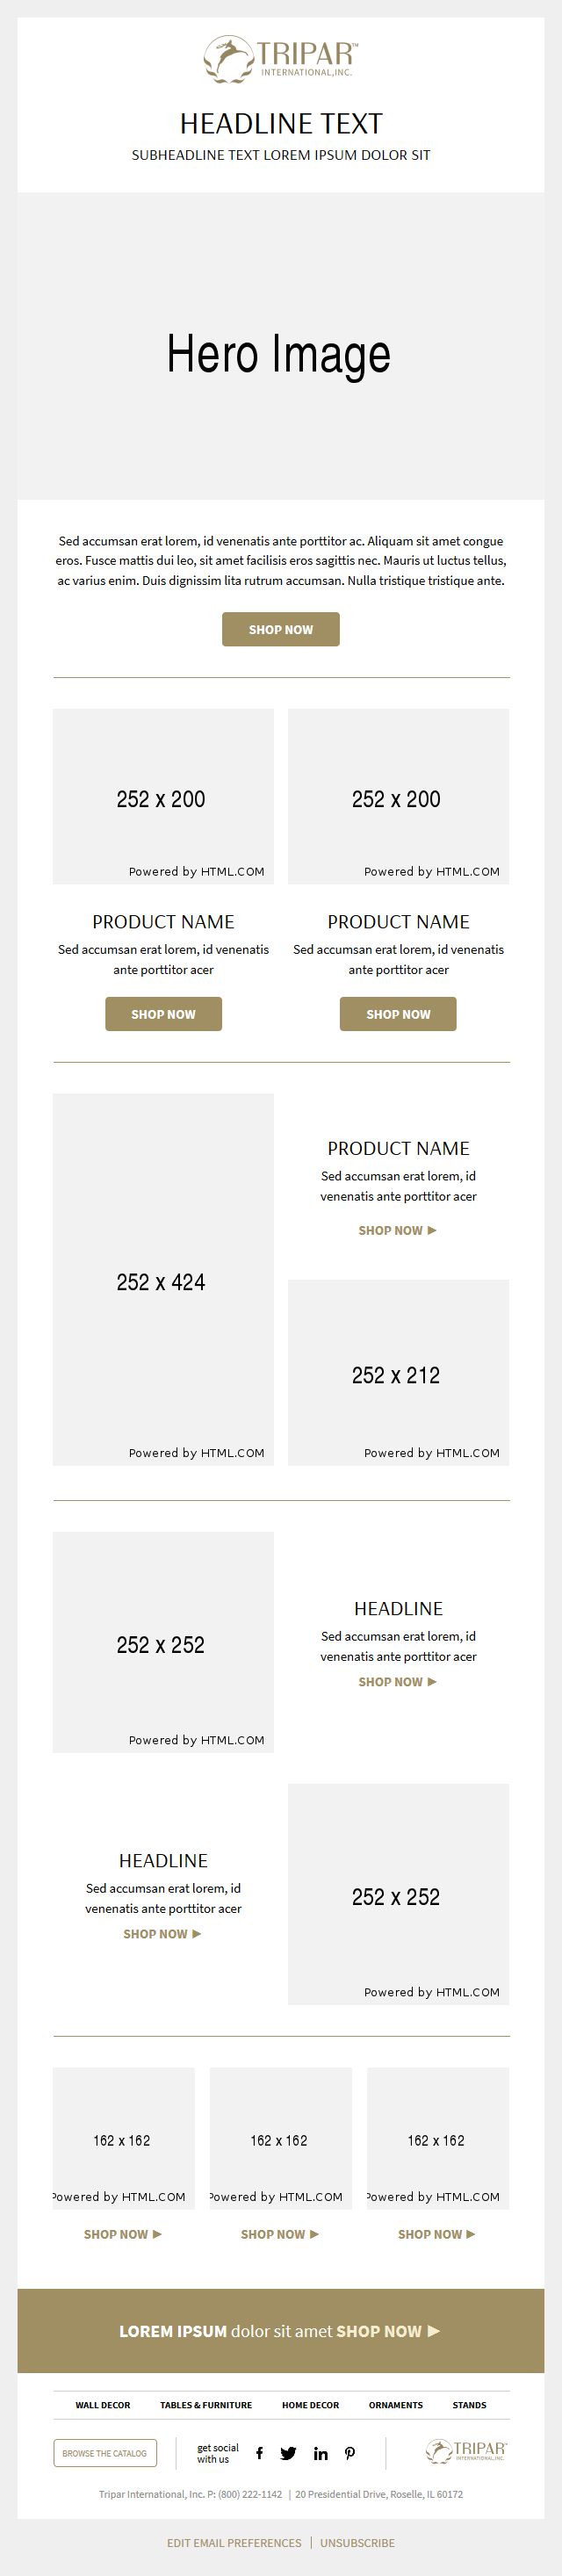 TRIPAR™
INTERNATIONAL,INC.
HEADLINE TEXT
SUBHEADLINE TEXT LOREM IPSUM DOLOR SIT
Hero Image
Sed accumsan erat lorem, id venenatis ante porttitor ac. Aliquam sit amet congue
eros. Fusce mattis dui leo, sit amet facilisis eros sagittis nec. Mauris ut luctus tellus,
ac varius enim. Duis dignissim lita rutrum accumsan. Nulla tristique tristique ante.
SHOP NOW
252 x 200
Powered by HTML.COM
PRODUCT NAME
Sed accumsan erat lorem, id venenatis
ante porttitor acer
SHOP NOW
252 x 200
Powered by HTML.COM
PRODUCT NAME
Sed accumsan erat lorem, id venenatis
ante porttitor acer
SHOP NOW
252 x 424
Powered by HTML.COM
PRODUCT NAME
Sed accumsan erat lorem, id
venenatis ante porttitor acer
SHOP NOW ►
252 x 212
Powered by HTML.COM
252 x 252
Powered by HTML.COM
HEADLINE
Sed accumsan erat lorem, id
venenatis ante porttitor acer
SHOP NOW ►
HEADLINE
Sed accumsan erat lorem, id
venenatis ante porttitor acer
SHOP NOW ►
252 x 252
Powered by HTML.COM
162 x 162
Powered by HTML.COM
SHOP NOW ►
162 x 162
Powered by HTML.COM
SHOP NOW ►
162 x 162
Powered by HTML.COM
SHOP NOW ►
LOREM IPSUM dolor sit amet SHOP NOW ►
WALL DECOR TABLES & FURNITURE HOME DECOR ORNAMENTS STANDS
BROWSE THE CATALOG
get social
with us
TRIPAR™
INTERNATIONAL,INC.
Tripar International, Inc. P: (800) 222-1142 | 20 Presidential Drive, Roselle, IL 60172
EDIT EMAIL PREFERENCES | UNSUBSCRIBE